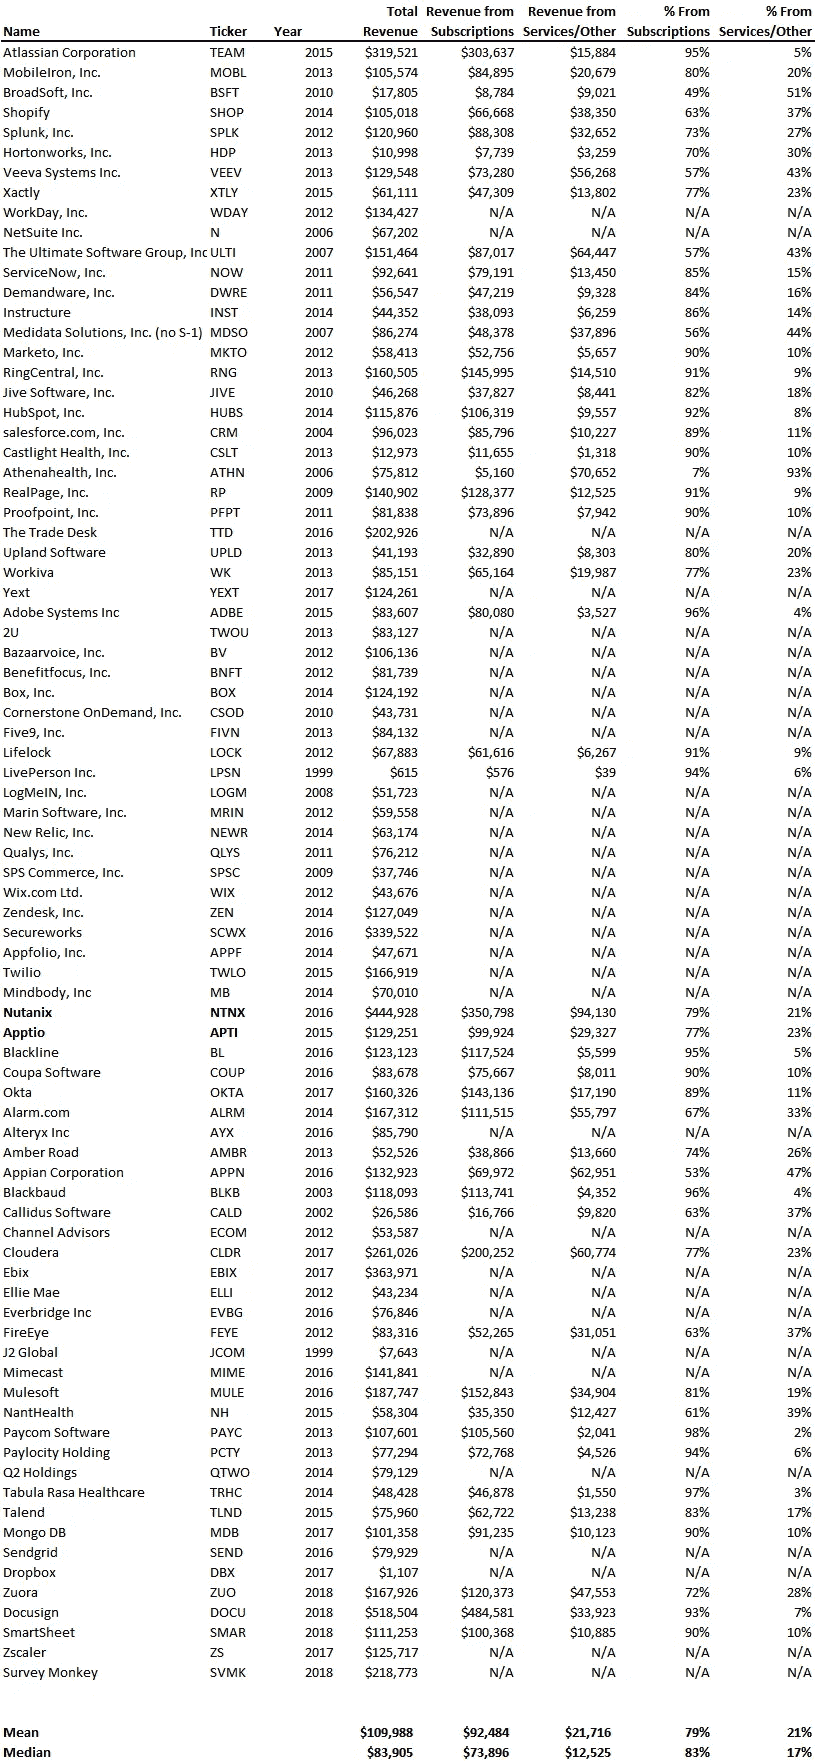 Total Revenue from Revenue from % From % From
Name Ticker Year Revenue Subscriptions Services/Other Subscriptions Services/Other
Atlassian Corporation TEAM 2015 $319,521 $303,637 $15,884 95% 5%
MobileIron, Inc. MOBL 2013 $105,574 $84,895 $20,679 80% 20%
BroadSoft, Inc. BSFT 2010 $17,805 $8,784 $9,021 49% 51%
Shopify SHOP 2014 $105,018 $66,668 $38,350 63% 37%
Splunk, Inc. SPLK 2012 $120,960 $88,308 $32,652 73% 27%
Hortonworks, Inc. HDP 2013 $10,998 $7,739 $3,259 70% 30%
Veeva Systems Inc. VEEV 2013 $129,548 $73,280 $56,268 57% 43%
Xactly XTLY 2015 $61,111 $47,309 $13,802 77% 23%
WorkDay, Inc. WDAY 2012 $134,427 N/A N/A N/A N/A
NetSuite Inc. N 2006 $67,202 N/A N/A N/A N/A
The Ultimate Software Group, Inc ULTI 2007 $151,464 $87,017 $64,447 57% 43%
ServiceNow, Inc. NOW 2011 $92,641 $79,191 $13,450 85% 15%
Demandware, Inc. DWRE 2011 $56,547 $47,219 $9,328 84% 16%
Instructure INST 2014 $44,352 $38,093 $6,259 86% 14%
Medidata Solutions, Inc. (no S-1) MDSO 2007 $86,274 $48,378 $37,896 56% 44%
Marketo, Inc. MKTO 2012 $58,413 $52,756 $5,657 90% 10%
RingCentral, Inc. RNG 2013 $160,505 $145,995 $14,510 91% 9%
Jive Software, Inc. JIVE 2010 $46,268 $37,827 $8,441 82% 18%
HubSpot, Inc. HUBS 2014 $115,876 $106,319 $9,557 92% 8%
salesforce.com, Inc. CRM 2004 $96,023 $85,796 $10,227 89% 11%
Castlight Health, Inc. CSLT 2013 $12,973 $11,655 $1,318 90% 10%
Athenahealth, Inc. ATHN 2006 $75,812 $5,160 $70,652 7% 93%
RealPage, Inc. RP 2009 $140,902 $128,377 $12,525 91% 9%
Proofpoint, Inc. PFPT 2011 $81,838 $73,896 $7,942 90% 10%
The Trade Desk TTD 2016 $202,926 N/A N/A N/A N/A
Upland Software UPLD 2013 $41,193 $32,890 $8,303 80% 20%
Workiva WK 2013 $85,151 $65,164 $19,987 77% 23%
Yext YEXT 2017 $124,261 N/A N/A N/A N/A
Adobe Systems Inc ADBE 2015 $83,607 $80,080 $3,527 96% 4%
2U TWOU 2013 $83,127 N/A N/A N/A N/A
Bazaarvoice, Inc. BV 2012 $106,136 N/A N/A N/A N/A
Benefitfocus, Inc. BNFT 2012 $81,739 N/A N/A N/A N/A
Box, Inc. BOX 2014 $124,192 N/A N/A N/A N/A
Cornerstone OnDemand, Inc. CSOD 2010 $43,731 N/A N/A N/A N/A
Five9, Inc. FIVN 2013 $84,132 N/A N/A N/A N/A
Lifelock LOCK 2012 $67,883 $61,616 $6,267 91% 9%
LivePerson Inc. LPSN 1999 $615 $576 $39 94% 6%
LogMeIN, Inc. LOGM 2008 $51,723 N/A N/A N/A N/A
Marin Software, Inc. MRIN 2012 $59,558 N/A N/A N/A N/A
New Relic, Inc. NEWR 2014 $63,174 N/A N/A N/A N/A
Qualys, Inc. QLYS 2011 $76,212 N/A N/A N/A N/A
SPS Commerce, Inc. SPSC 2009 $37,746 N/A N/A N/A N/A
Wix.com Ltd. WIX 2012 $43,676 N/A N/A N/A N/A
Zendesk, Inc. ZEN 2014 $127,049 N/A N/A N/A N/A
Secureworks SCWX 2016 $339,522 N/A N/A N/A N/A
Appfolio, Inc. APPF 2014 $47,671 N/A N/A N/A N/A
Twilio TWLO 2015 $166,919 N/A N/A N/A N/A
Mindbody, Inc MB 2014 $70,010 N/A N/A N/A N/A
Nutanix NTNX 2016 $444,928 $350,798 $94,130 79% 21%
Apptio APTI 2015 $129,251 $99,924 $29,327 77% 23%
Blackline BL 2016 $123,123 $117,524 $5,599 95% 5%
Coupa Software COUP 2016 $83,678 $75,667 $8,011 90% 10%
Okta OKTA 2017 $160,326 $143,136 $17,190 89% 11%
Alarm.com ALRM 2014 $167,312 $111,515 $55,797 67% 33%
Alteryx Inc AYX 2016 $85,790 N/A N/A N/A N/A
Amber Road AMBR 2013 $52,526 $38,866 $13,660 74% 26%
Appian Corporation APPN 2016 $132,923 $69,972 $62,951 53% 47%
Blackbaud BLKB 2003 $118,093 $113,741 $4,352 96% 4%
Callidus Software CALD 2002 $26,586 $16,766 $9,820 63% 37%
Channel Advisors ECOM 2012 $53,587 N/A N/A N/A N/A
Cloudera CLDR 2017 $261,026 $200,252 $60,774 77% 23%
Ebix EBIX 2017 $363,971 N/A N/A N/A N/A
Ellie Mae ELLI 2012 $43,234 N/A N/A N/A N/A
Everbridge Inc EVBG 2016 $76,846 N/A N/A N/A N/A
FireEye FEYE 2012 $83,316 $52,265 $31,051 63% 37%
J2 Global JCOM 1999 $7,643 N/A N/A N/A N/A
Mimecast MIME 2016 $141,841 N/A N/A N/A N/A
Mulesoft MULE 2016 $187,747 $152,843 $34,904 81% 19%
NantHealth NH 2015 $58,304 $35,350 $12,427 61% 39%
Paycom Software PAYC 2013 $107,601 $105,560 $2,041 98% 2%
Paylocity Holding PCTY 2013 $77,294 $72,768 $4,526 94% 6%
Q2 Holdings QTWO 2014 $79,129 N/A N/A N/A N/A
Tabula Rasa Healthcare TRHC 2014 $48,428 $46,878 $1,550 97% 3%
Talend TLND 2015 $75,960 $62,722 $13,238 83% 17%
Mongo DB MDB 2017 $101,358 $91,235 $10,123 90% 10%
Sendgrid SEND 2016 $79,929 N/A N/A N/A N/A
Dropbox DBX 2017 $1,107 N/A N/A N/A N/A
Zuora ZUO 2018 $167,926 $120,373 $47,553 72% 28%
Docusign DOCU 2018 $518,504 $484,581 $33,923 93% 7%
SmartSheet SMAR 2018 $111,253 $100,368 $10,885 90% 10%
Zscaler ZS 2017 $125,717 N/A N/A N/A N/A
Survey Monkey SVMK 2018 $218,773 N/A N/A N/A N/A
Mean $109,988 $92,484 $21,716 79% 21%
Median $83,905 $73,896 $12,525 83% 17%